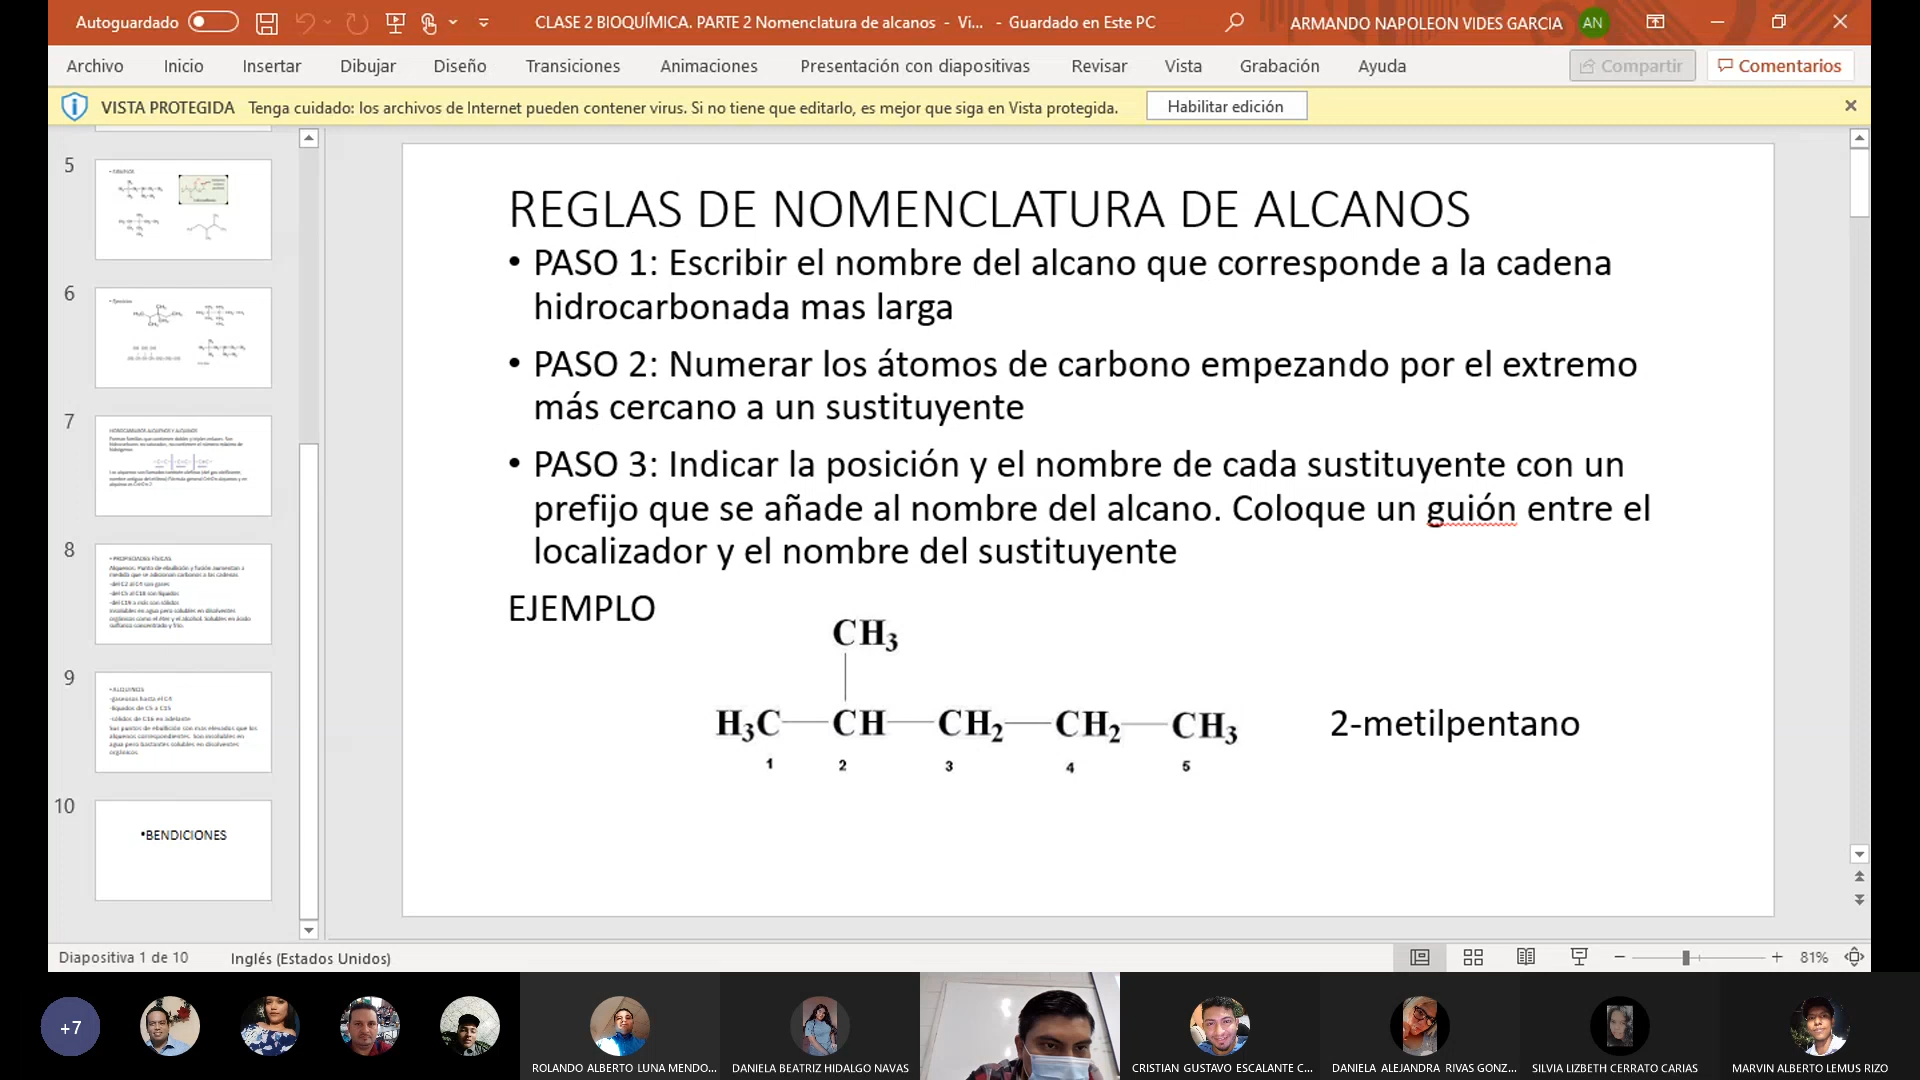 Autoguardado
CLASE 2 BIOQUÍMICA. PARTE 2 Nomenclatura de alcanos - Vi... - Guardado en Este PC
ARMANDO NAPOLEON VIDES GARCIA AN
Archivo Inicio Insertar Dibujar Diseño Transiciones Animaciones Presentación con diapositivas Revisar Vista Grabación Ayuda Compartir Comentarios
VISTA PROTEGIDA Tenga cuidado: los archivos de Internet pueden contener virus. Si no tiene que editarlo, es mejor que siga en Vista protegida. Habilitar edición
5
6
7
8
9
10
•BENDICIONES
REGLAS DE NOMENCLATURA DE ALCANOS
• PASO 1: Escribir el nombre del alcano que corresponde a la cadena
hidrocarbonada mas larga
• PASO 2: Numerar los átomos de carbono empezando por el extremo
más cercano a un sustituyente
• PASO 3: Indicar la posición y el nombre de cada sustituyente con un
prefijo que se añade al nombre del alcano. Coloque un guión entre el
localizador y el nombre del sustituyente
EJEMPLO
CH₃
H₃C—CH—CH₂—CH₂—CH₃ 2-metilpentano
1 2 3 4 5
Diapositiva 1 de 10 Inglés (Estados Unidos) 81%
+7
ROLANDO ALBERTO LUNA MENDO... DANIELA BEATRIZ HIDALGO NAVAS CRISTIAN GUSTAVO ESCALANTE C... DANIELA ALEJANDRA RIVAS GONZ... SILVIA LIZBETH CERRATO CARIAS MARVIN ALBERTO LEMUS RIZO